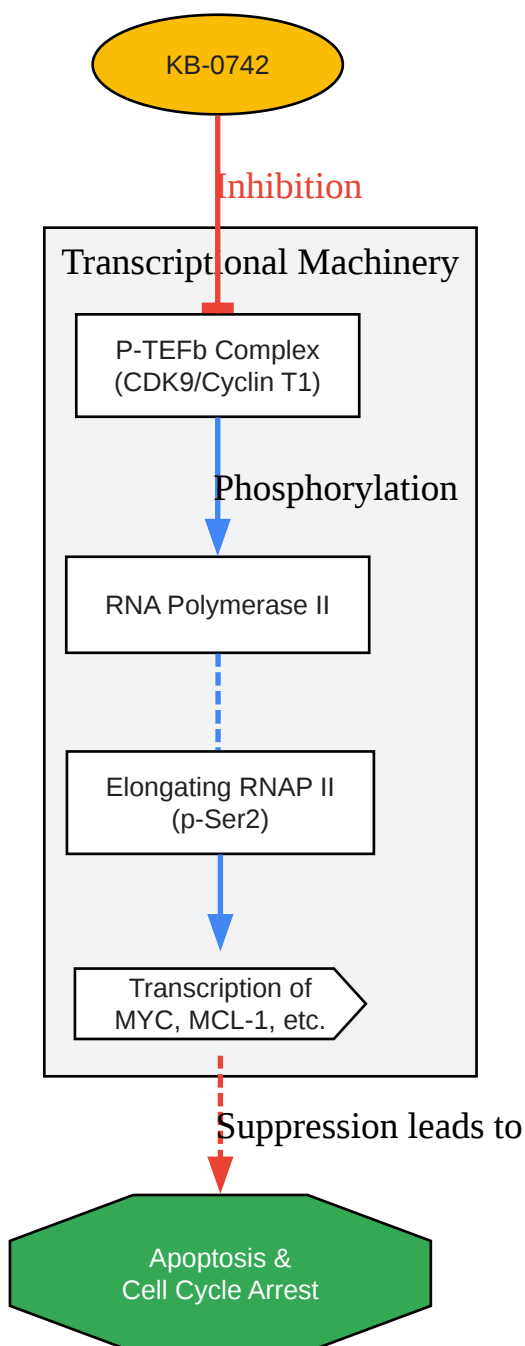 KB-0742
Inhibition
Transcriptional Machinery
P-TEFb Complex
(CDK9/Cyclin T1)
Phosphorylation
RNA Polymerase II
Elongating RNAP II
(p-Ser2)
Transcription of
MYC, MCL-1, etc.
Suppression leads to
Apoptosis &
Cell Cycle Arrest